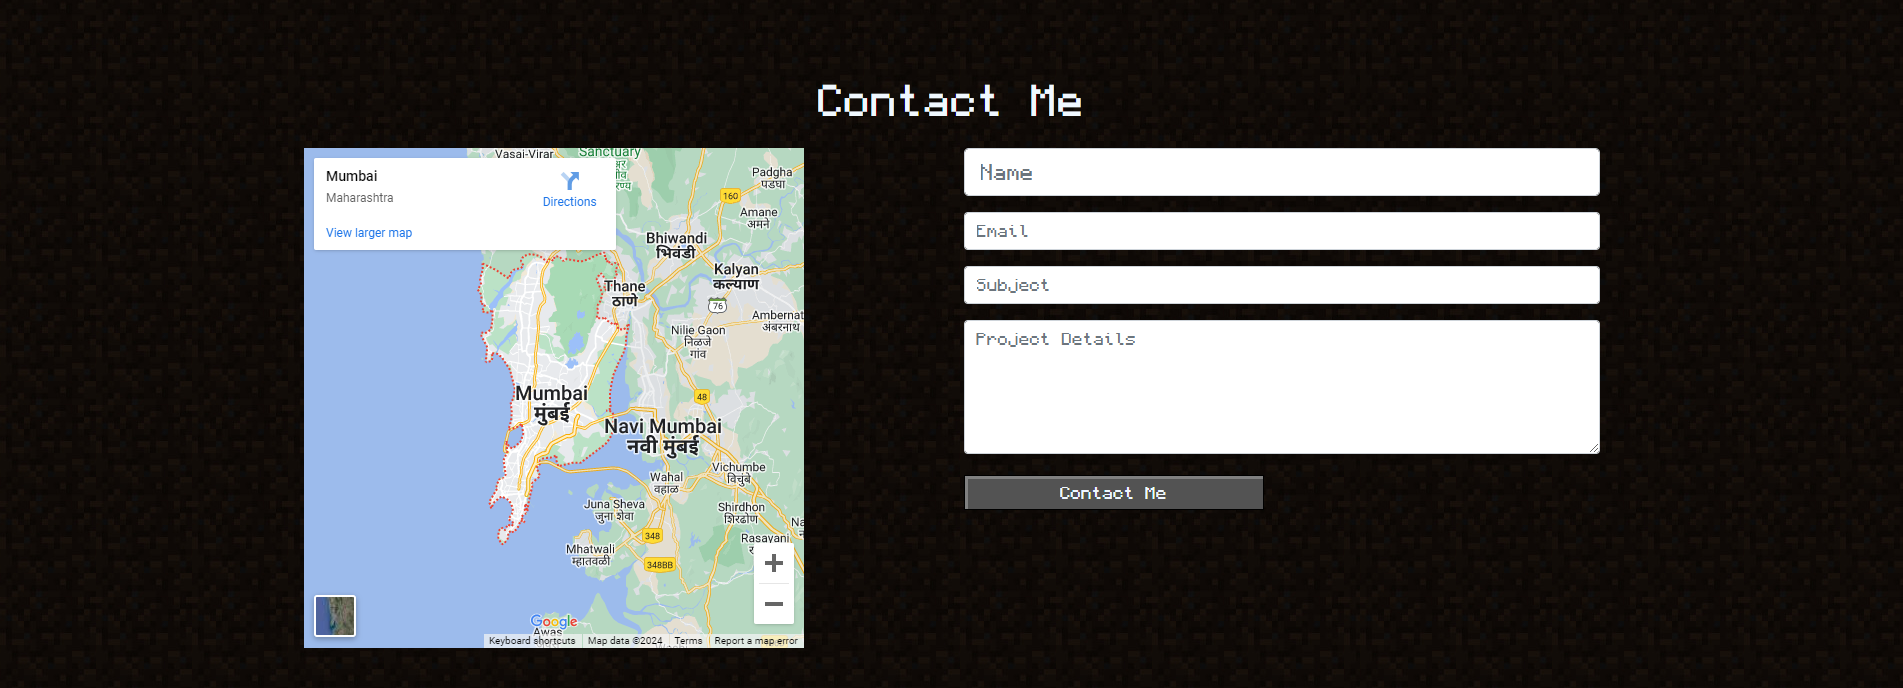 Contact Me
Mumbai
Maharashtra
Directions
View larger map
Vasai-Virar
Sanctuary
Padgha
पडघा
160
Amane
अमने
Bhiwandi
भिवंडी
Kalyan
कल्याण
Thane
ठाणे
76
Ambernat
अंबरनाथ
Nilje Gaon
निळजे
गांव
Mumbai
मुंबई
48
Navi Mumbai
नवी मुंबई
Vichumbe
विचुंबे
Wahal
वहाळ
Juna Sheva
जुना शेवा
Shirdhon
शिरढोण
348
Rasayani
Mhatwali
म्हातवळी
348BB
Google
Awas
Keyboard shortcuts
Map data ©2024
Terms
Report a map error
Name
Email
Subject
Project Details
Contact Me